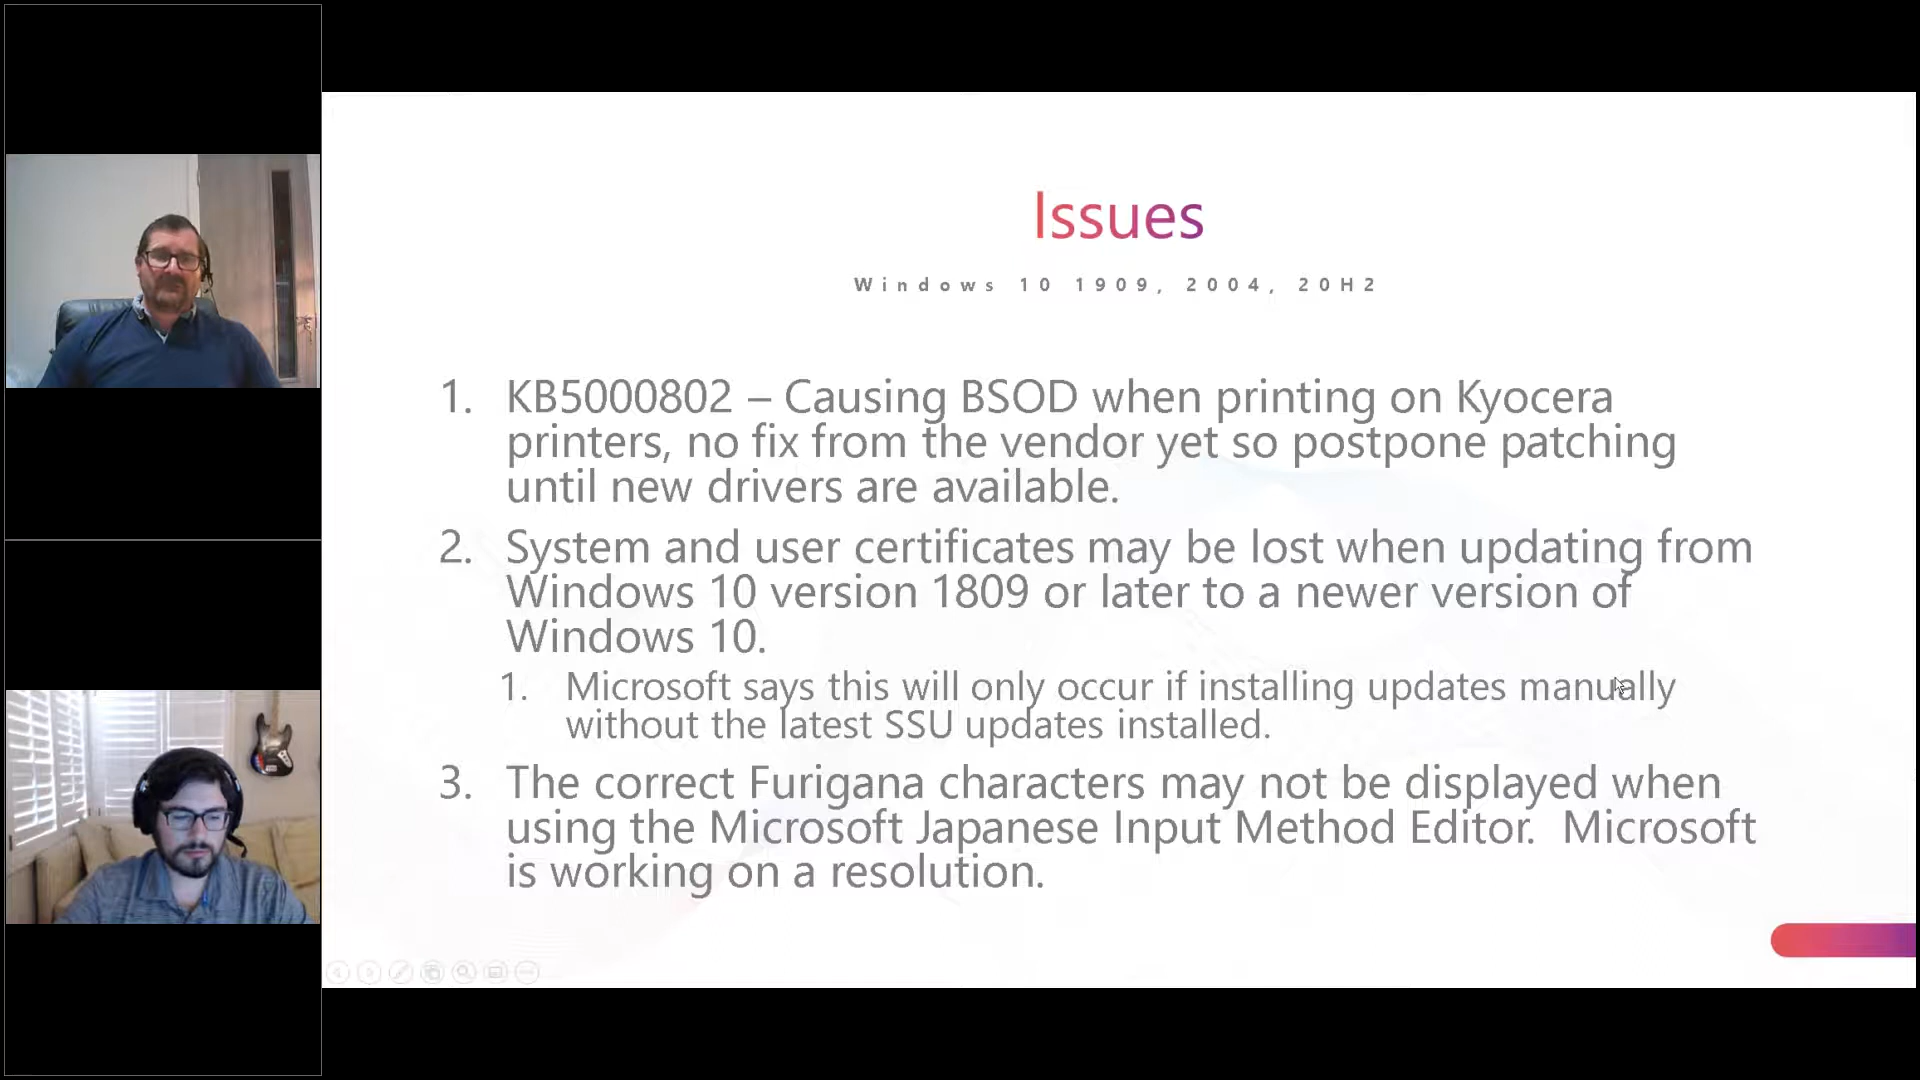 Issues
Windows 10 1909, 2004, 20H2
1. KB5000802 – Causing BSOD when printing on Kyocera
printers, no fix from the vendor yet so postpone patching
until new drivers are available.
2. System and user certificates may be lost when updating from
Windows 10 version 1809 or later to a newer version of
Windows 10.
1. Microsoft says this will only occur if installing updates manually
without the latest SSU updates installed.
3. The correct Furigana characters may not be displayed when
using the Microsoft Japanese Input Method Editor.  Microsoft
is working on a resolution.